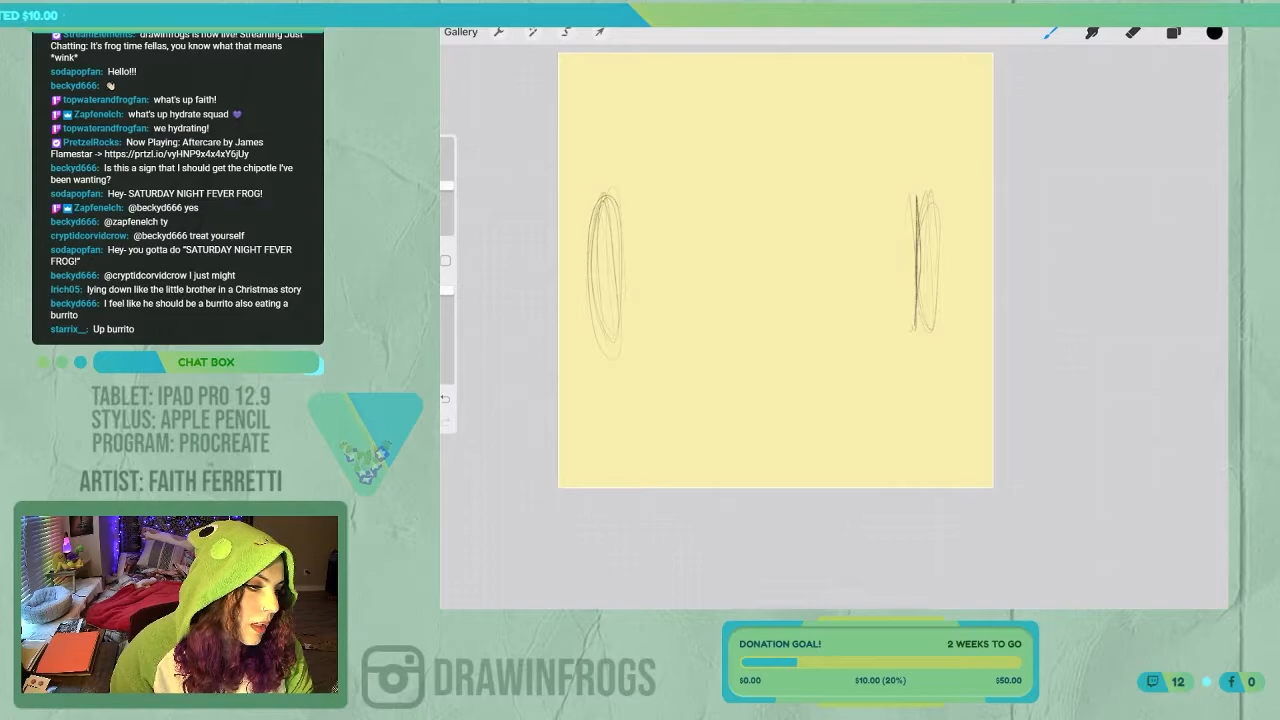 TED $10.00
StreamElements: drawinfrogs is now live! Streaming Just
Chatting: It's frog time fellas, you know what that means
*wink*
sodapopfan: Hello!!!
beckyd666: 👋🏻
topwaterandfrogfan: what's up faith!
Zapfenelch: what's up hydrate squad 💜
topwaterandfrogfan: we hydrating!
PretzelRocks: Now Playing: Aftercare by James
Flamestar -> https://prtzl.io/vyHNP9x4x4xY6jUy
beckyd666: Is this a sign that I should get the chipotle I've
been wanting?
sodapopfan: Hey- SATURDAY NIGHT FEVER FROG!
Zapfenelch: @beckyd666 yes
beckyd666: @zapfenelch ty
cryptidcorvidcrow: @beckyd666 treat yourself
sodapopfan: Hey- you gotta do “SATURDAY NIGHT FEVER
FROG!”
beckyd666: @cryptidcorvidcrow I just might
lrich05: lying down like the little brother in a Christmas story
beckyd666: I feel like he should be a burrito also eating a
burrito
starrix__: Up burrito
CHAT BOX
TABLET: IPAD PRO 12.9
STYLUS: APPLE PENCIL
PROGRAM: PROCREATE
ARTIST: FAITH FERRETTI
Gallery
DRAWINFROGS
DONATION GOAL! 2 WEEKS TO GO
$0.00 $10.00 (20%) $50.00
12 0